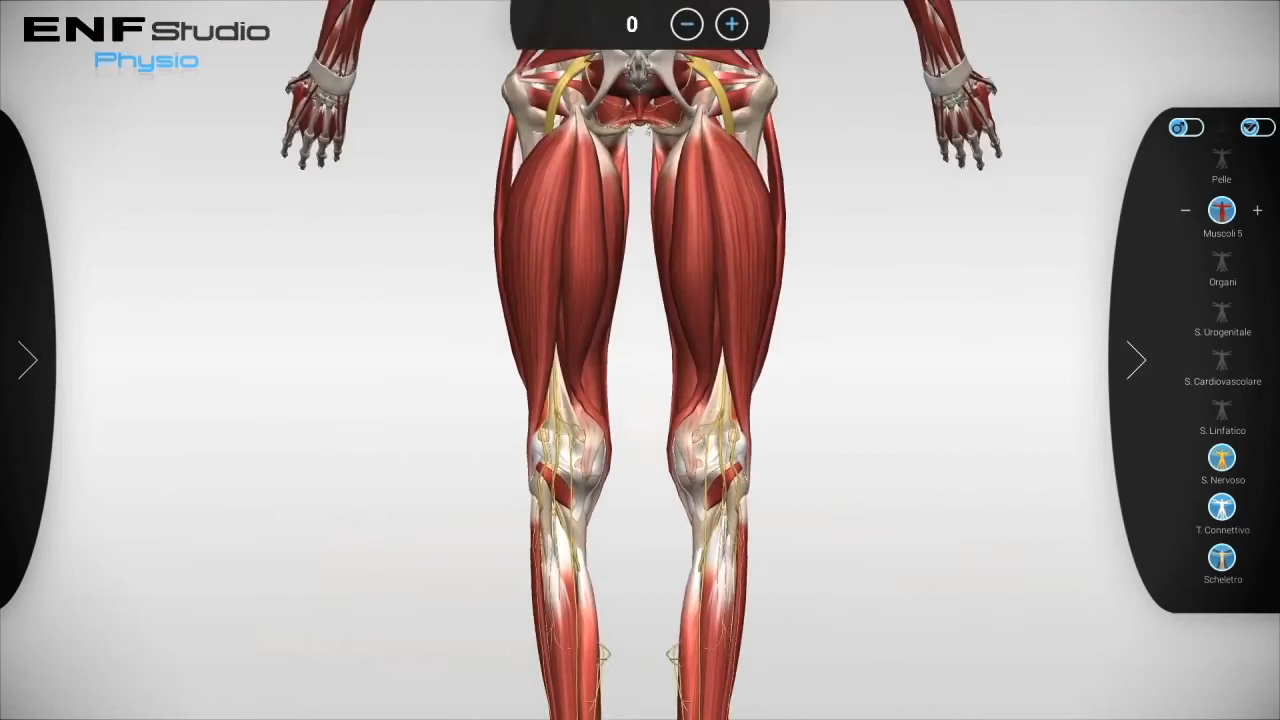 ENF Studio
Physio
0
Pelle
Muscoli 5
Organi
S. Urogenitale
S. Cardiovascolare
S. Linfatico
S. Nervoso
T. Connettivo
Scheletro